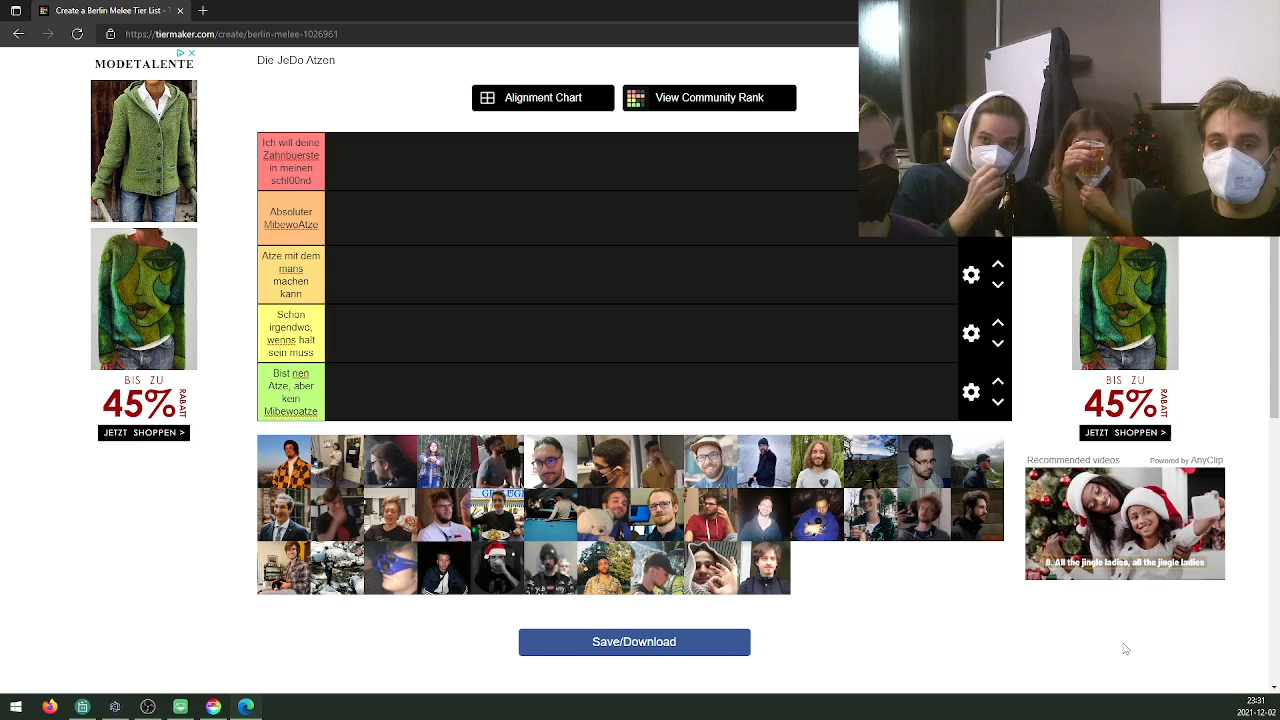 Create a Berlin Melee Tier List - T
https://tiermaker.com/create/berlin-melee-1026961
MODETALENTE
Die JeDo Atzen
Alignment Chart
View Community Rank
Ich will deine
Zahnbuerste
in meinen
schl00nd
Absoluter
MibewoAtze
Atze mit dem
mans
machen
kann
Schon
irgendwo,
wenns halt
sein muss
Bist nen
Atze, aber
kein
Mibewoatze
BIS ZU
45%
RABATT
JETZT SHOPPEN >
BIS ZU
45%
RABATT
JETZT SHOPPEN >
Recommended videos
Powered by AnyClip
9. All the jingle ladies, all the jingle ladies
Save/Download
23:31
2021-12-02